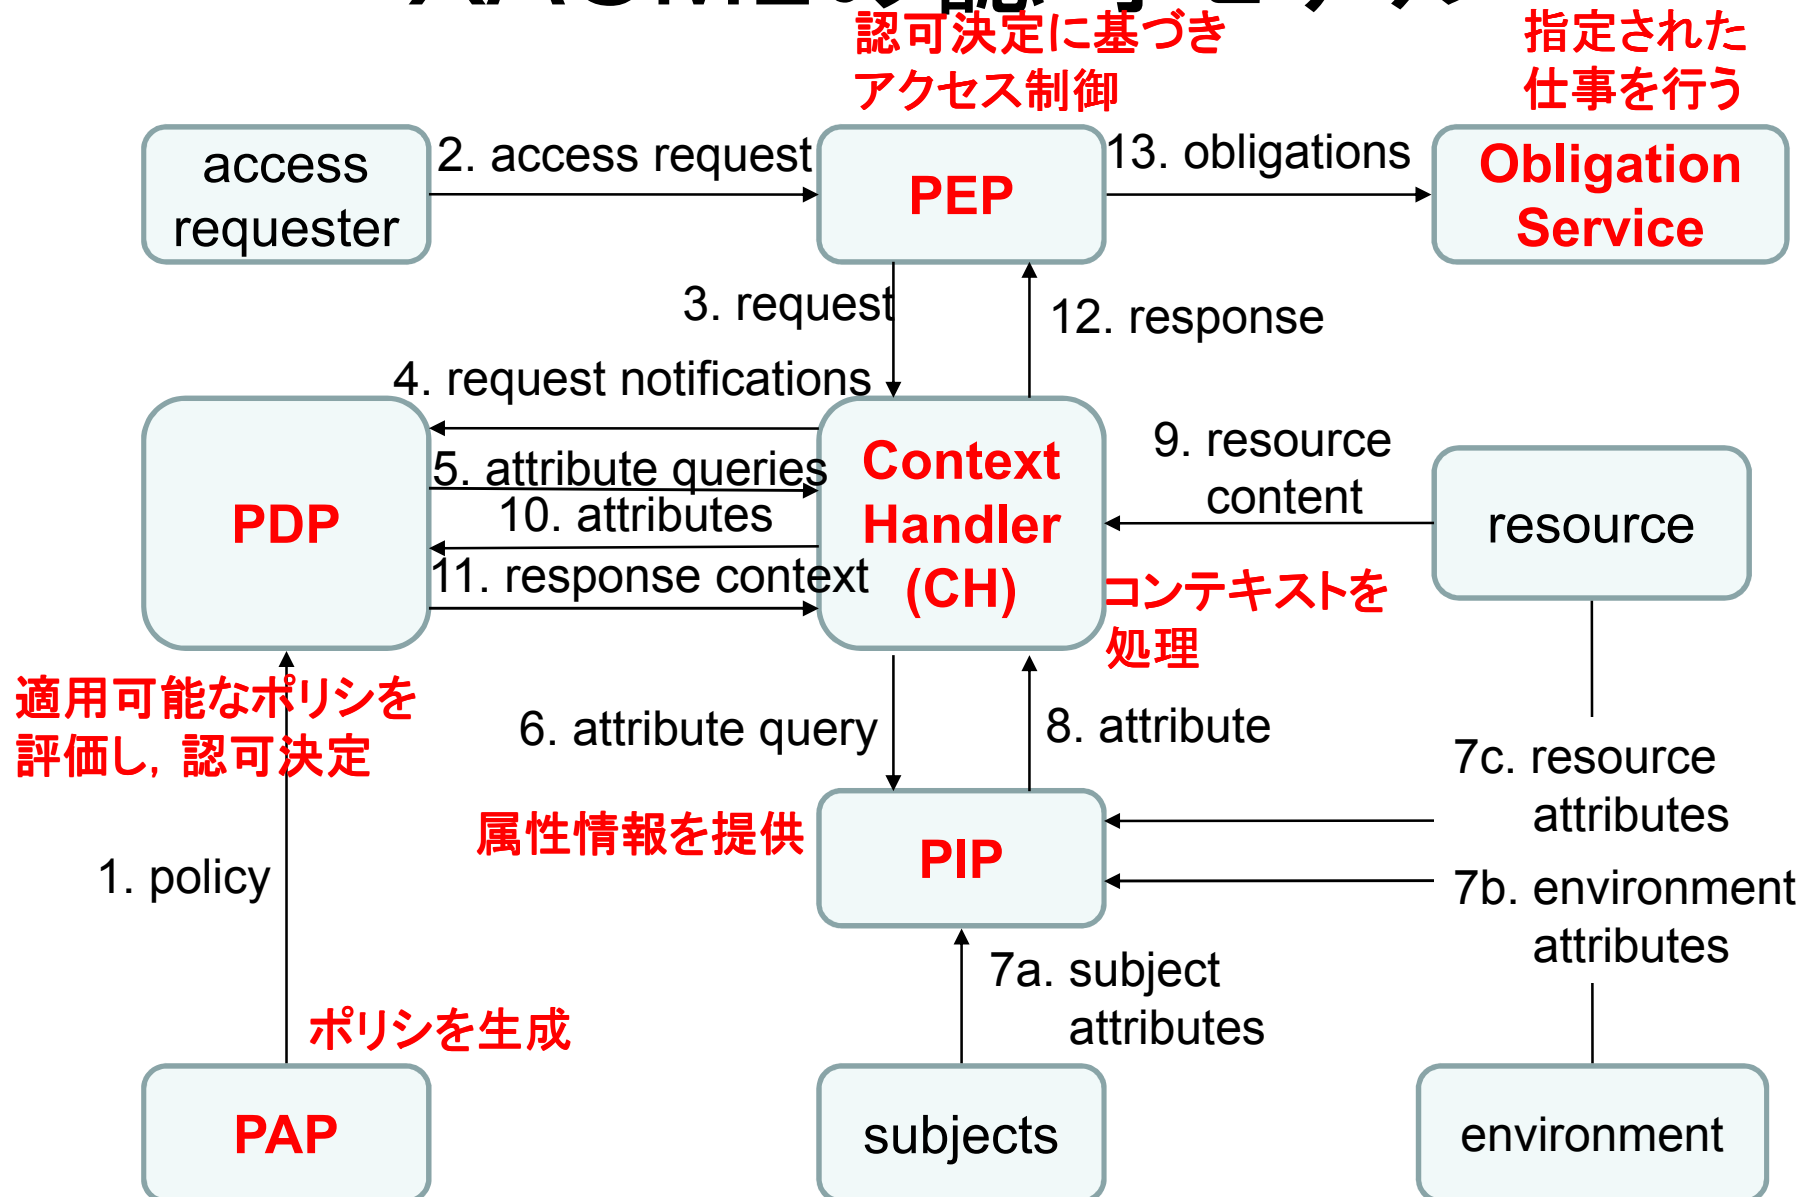 認可決定に基づき
アクセス制御
指定された
仕事を行う
access
requester
2. access request
PEP
13. obligations
Obligation
Service
3. request
12. response
4. request notifications
PDP
5. attribute queries
10. attributes
11. response context
Context
Handler
(CH)
9. resource
content
resource
コンテキストを
処理
適用可能なポリシを
評価し, 認可決定
6. attribute query
8. attribute
7c. resource
attributes
属性情報を提供
PIP
1. policy
7b. environment
attributes
7a. subject
attributes
ポリシを生成
PAP
subjects
environment